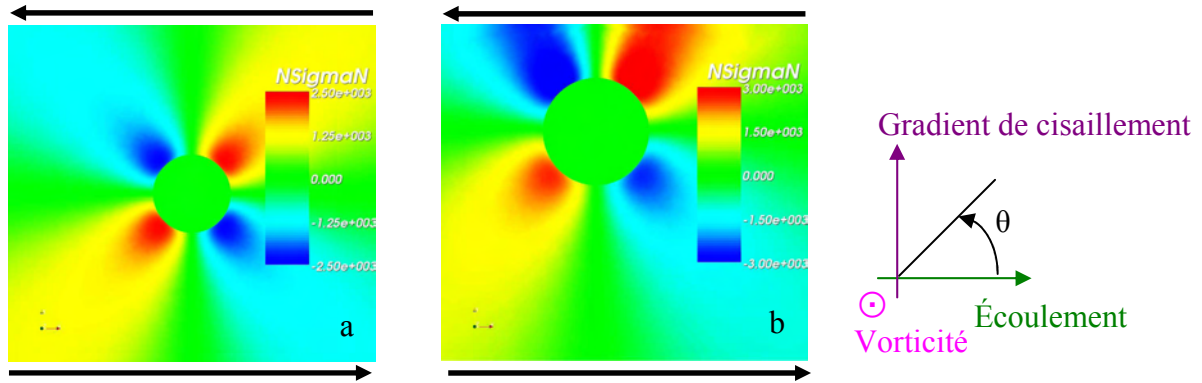 NSigmaN
2.50e+003
1.25e+003
0.000
-1.25e+003
-2.50e+003
a
NSigmaN
3.00e+003
1.50e+003
0.000
-1.50e+003
-3.00e+003
b
Gradient de cisaillement
θ
Écoulement
Vorticité